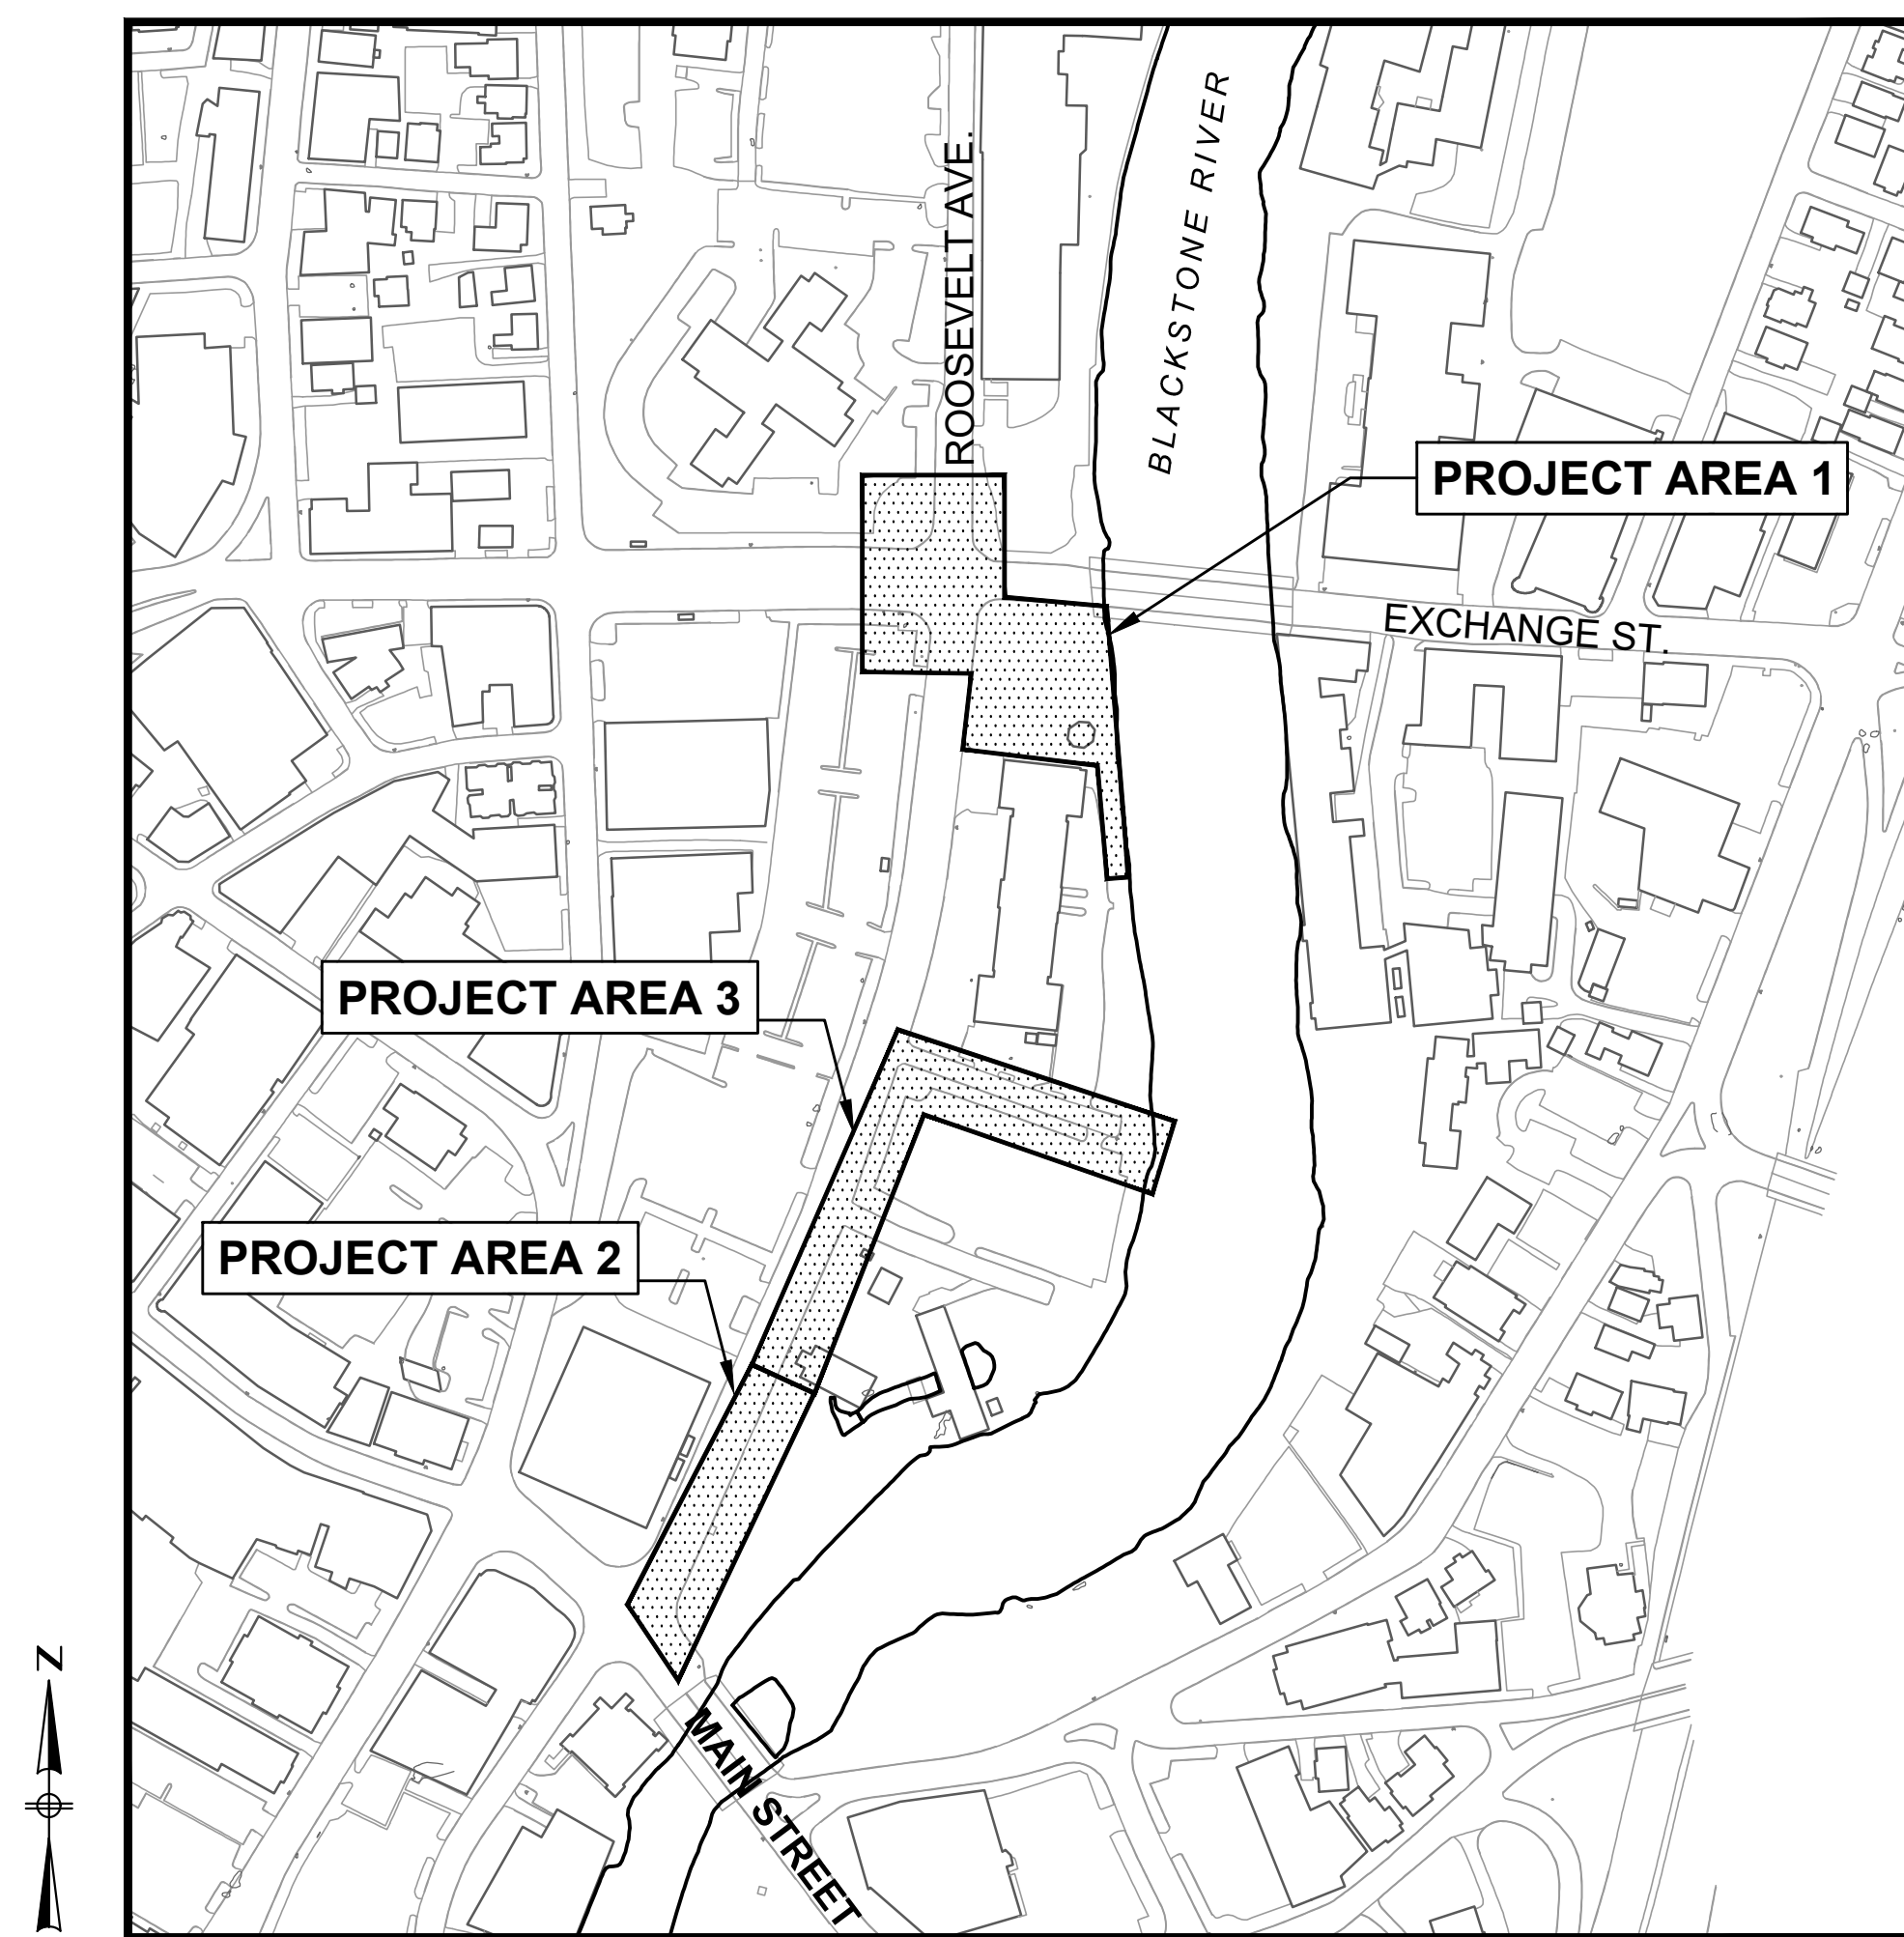 ROOSEVELT AVE.
BLACKSTONE RIVER
PROJECT AREA 1
EXCHANGE ST.
PROJECT AREA 3
PROJECT AREA 2
N
MAIN STREET